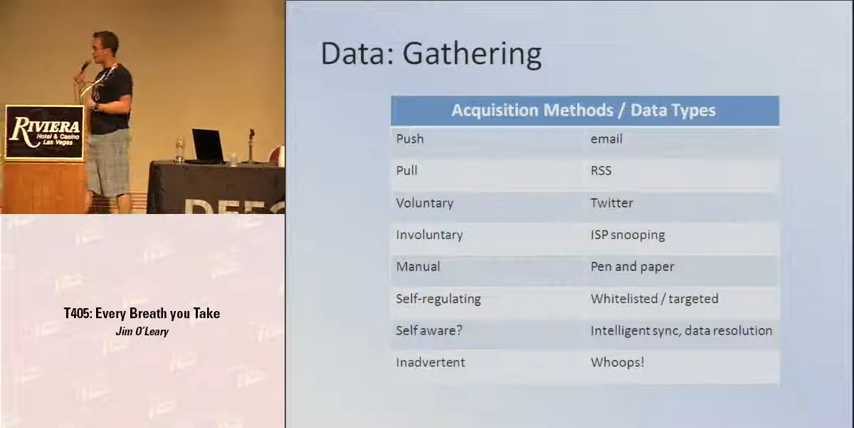 RIVIERA
Hotel & Casino
Las Vegas
T405: Every Breath you Take
Jim O'Leary
Data: Gathering
Acquisition Methods / Data Types
Push email
Pull RSS
Voluntary Twitter
Involuntary ISP snooping
Manual Pen and paper
Self-regulating Whitelisted / targeted
Self aware? Intelligent sync, data resolution
Inadvertent Whoops!